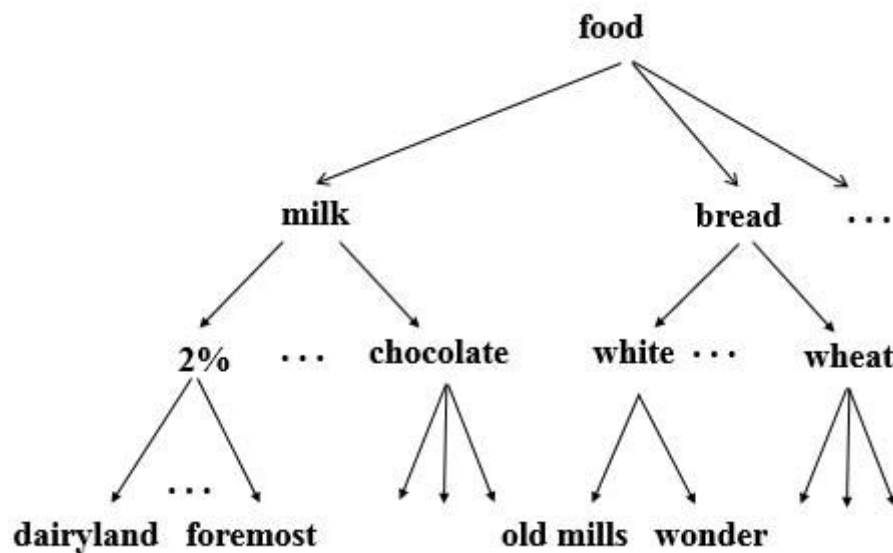 food
milk bread ...
2% ... chocolate white ... wheat
...
dairyland foremost old mills wonder